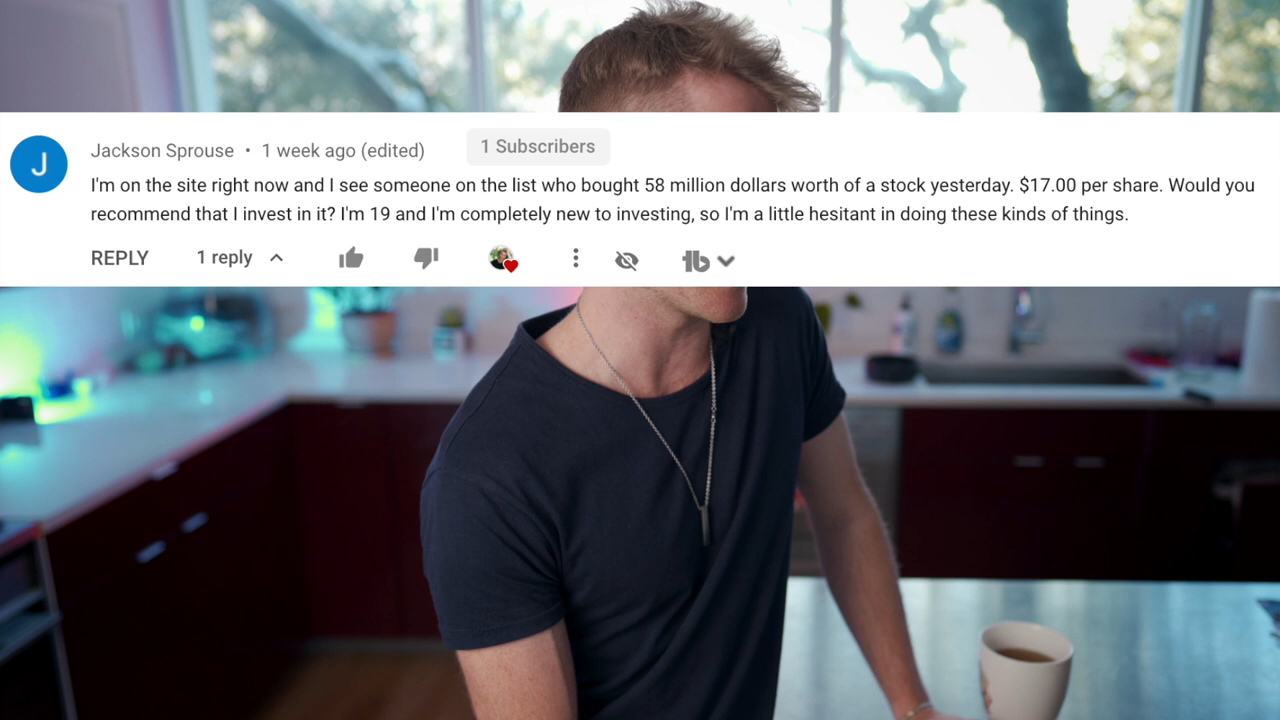 J
Jackson Sprouse • 1 week ago (edited) 1 Subscribers
I'm on the site right now and I see someone on the list who bought 58 million dollars worth of a stock yesterday. $17.00 per share. Would you
recommend that I invest in it? I'm 19 and I'm completely new to investing, so I'm a little hesitant in doing these kinds of things.
REPLY 1 reply